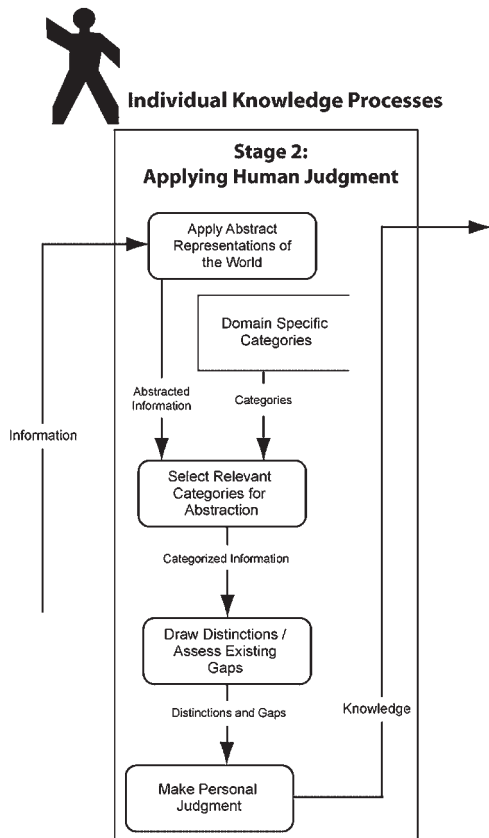 Individual Knowledge Processes
Stage 2:
Applying Human Judgment
Apply Abstract
Representations of
the World
Domain Specific
Categories
Abstracted
Information
Categories
Information
Select Relevant
Categories for
Abstraction
Categorized Information
Draw Distinctions /
Assess Existing
Gaps
Distinctions and Gaps
Knowledge
Make Personal
Judgment